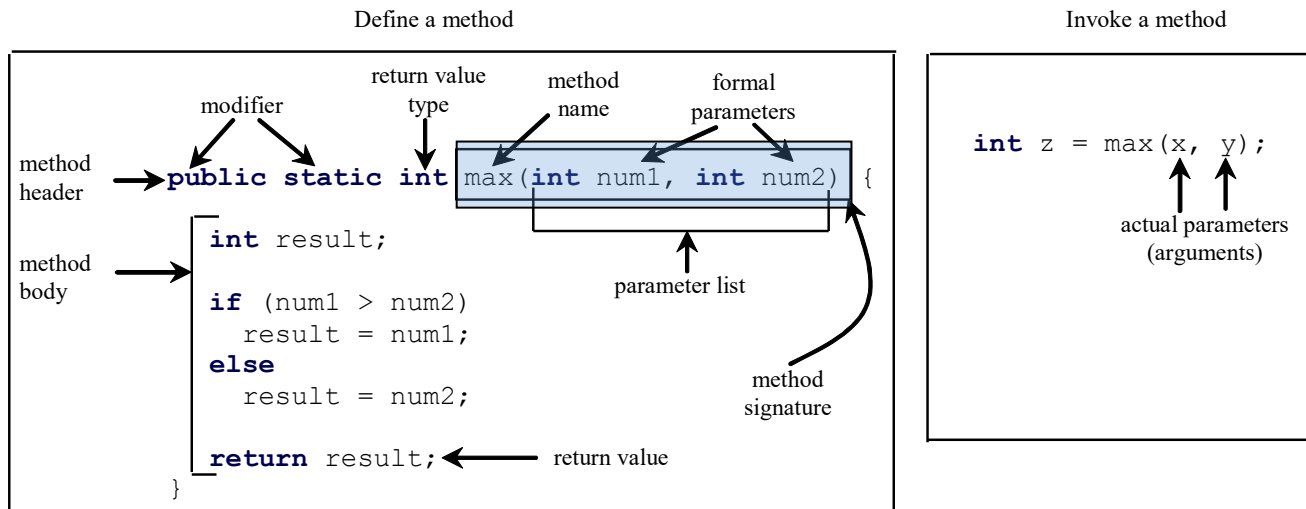 Define a method
Invoke a method
return value
type
method
name
formal
parameters
modifier
method
header
public static int max(int num1, int num2) {
int result;
method
body
parameter list
if (num1 > num2)
result = num1;
else
result = num2;
method
signature
return result;
return value
}
int z = max(x, y);
actual parameters
(arguments)